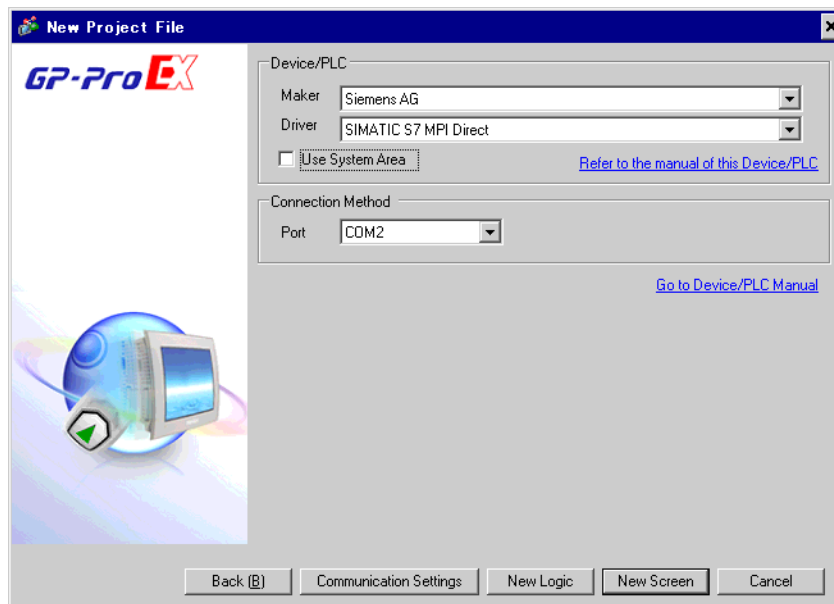 New Project File
GP-Pro EX
Device/PLC
Maker Siemens AG
Driver SIMATIC S7 MPI Direct
Use System Area Refer to the manual of this Device/PLC
Connection Method
Port COM2
Go to Device/PLC Manual
Back (B) Communication Settings New Logic New Screen Cancel